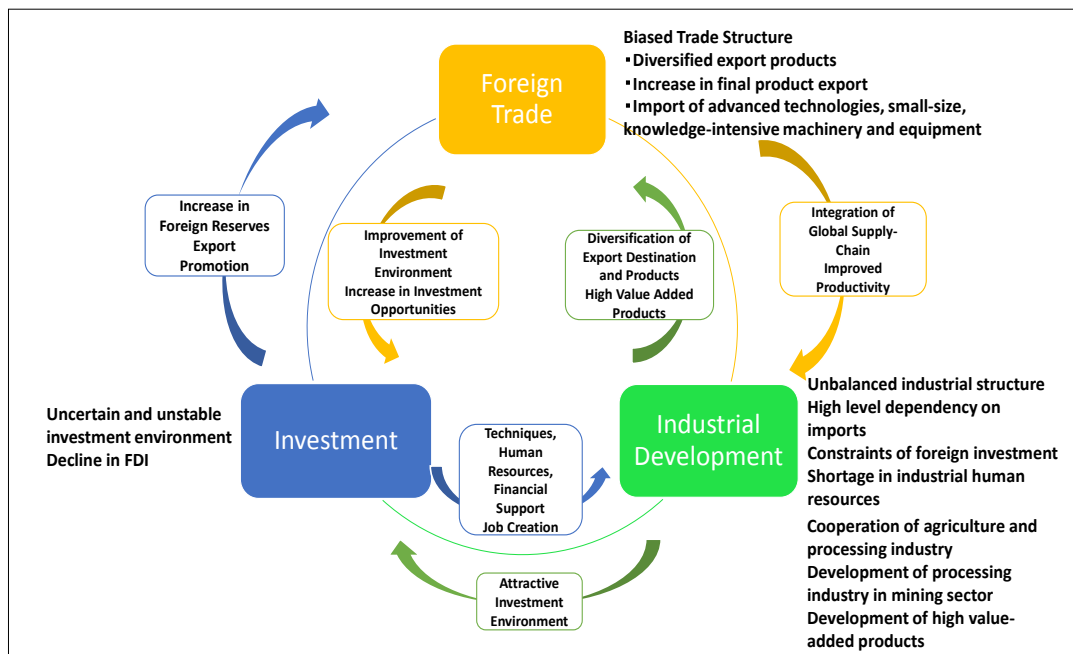 Biased Trade Structure
・Diversified export products
・Increase in final product export
・Import of advanced technologies, small-size,
knowledge-intensive machinery and equipment
Foreign
Trade
Increase in
Foreign Reserves
Export
Promotion
Improvement of
Investment
Environment
Increase in Investment
Opportunities
Diversification of
Export Destination
and Products
High Value Added
Products
Integration of
Global Supply-
Chain
Improved
Productivity
Uncertain and unstable
investment environment
Decline in FDI
Investment
Techniques,
Human
Resources,
Financial
Support
Job Creation
Industrial
Development
Unbalanced industrial structure
High level dependency on
imports
Constraints of foreign investment
Shortage in industrial human
resources
Cooperation of agriculture and
processing industry
Development of processing
industry in mining sector
Development of high value-
added products
Attractive
Investment
Environment